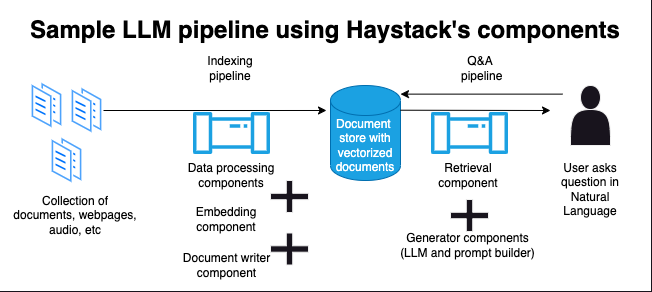 Sample LLM pipeline using Haystack's components
Indexing
pipeline
Q&A
pipeline
Document
store with
vectorized
documents
Data processing
components
Embedding
component
Document writer
component
Retrieval
component
Generator components
(LLM and prompt builder)
Collection of
documents, webpages,
audio, etc
User asks
question in
Natural
Language